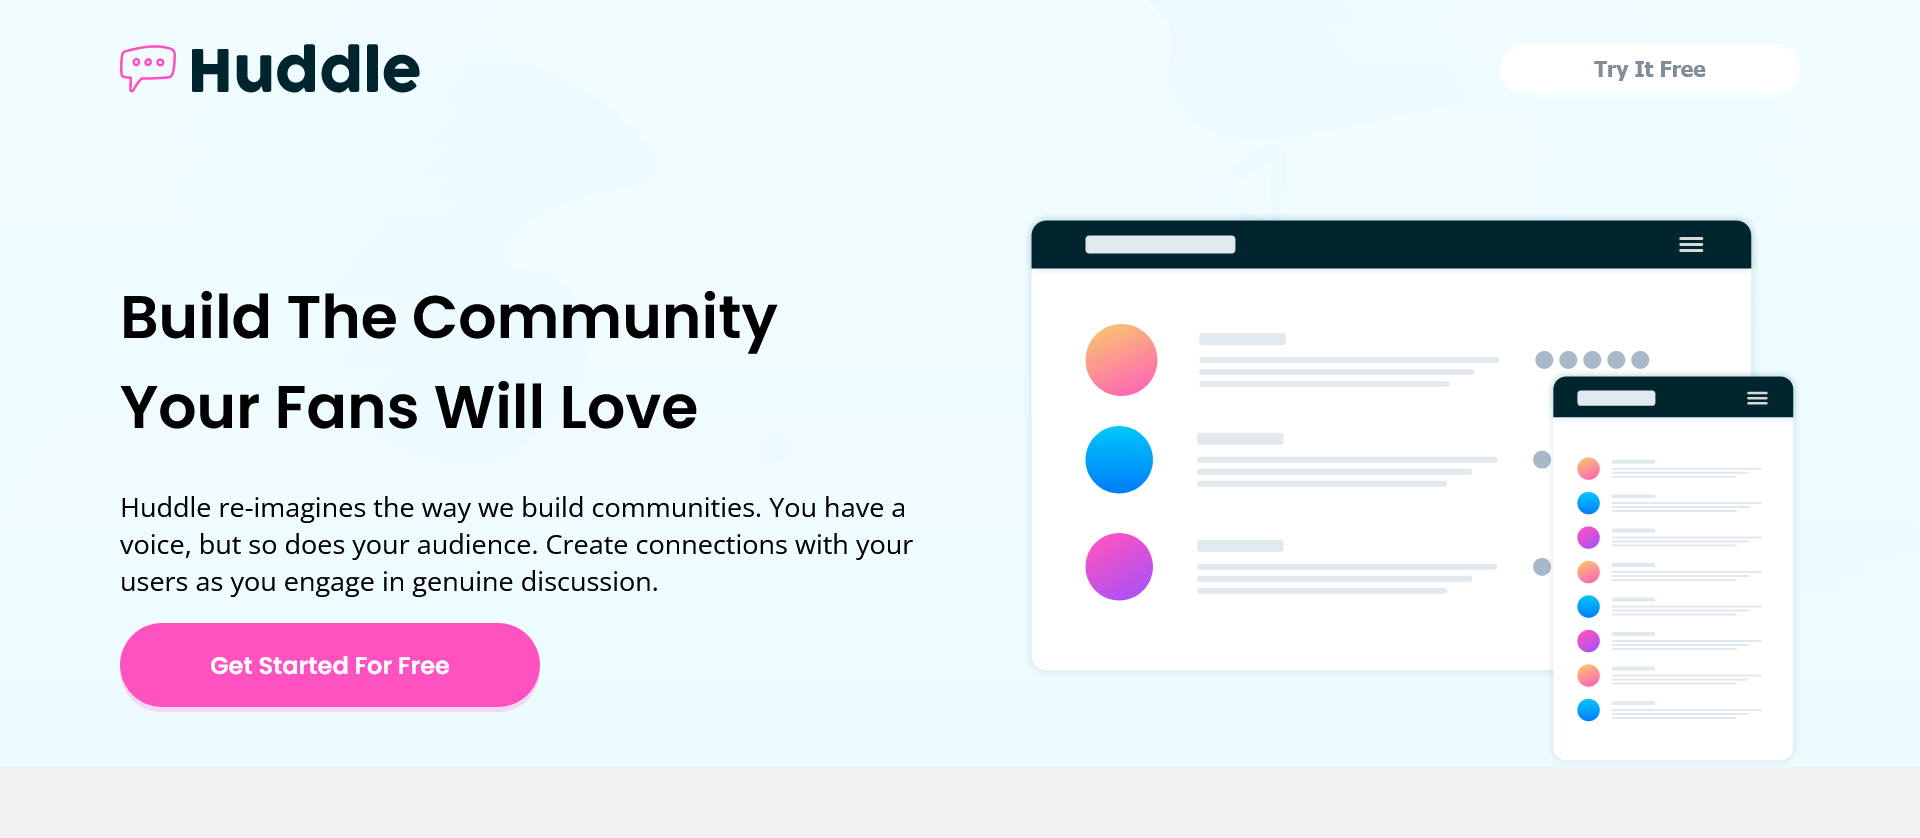 Huddle
Try It Free
Build The Community
Your Fans Will Love
Huddle re-imagines the way we build communities. You have a
voice, but so does your audience. Create connections with your
users as you engage in genuine discussion.
Get Started For Free